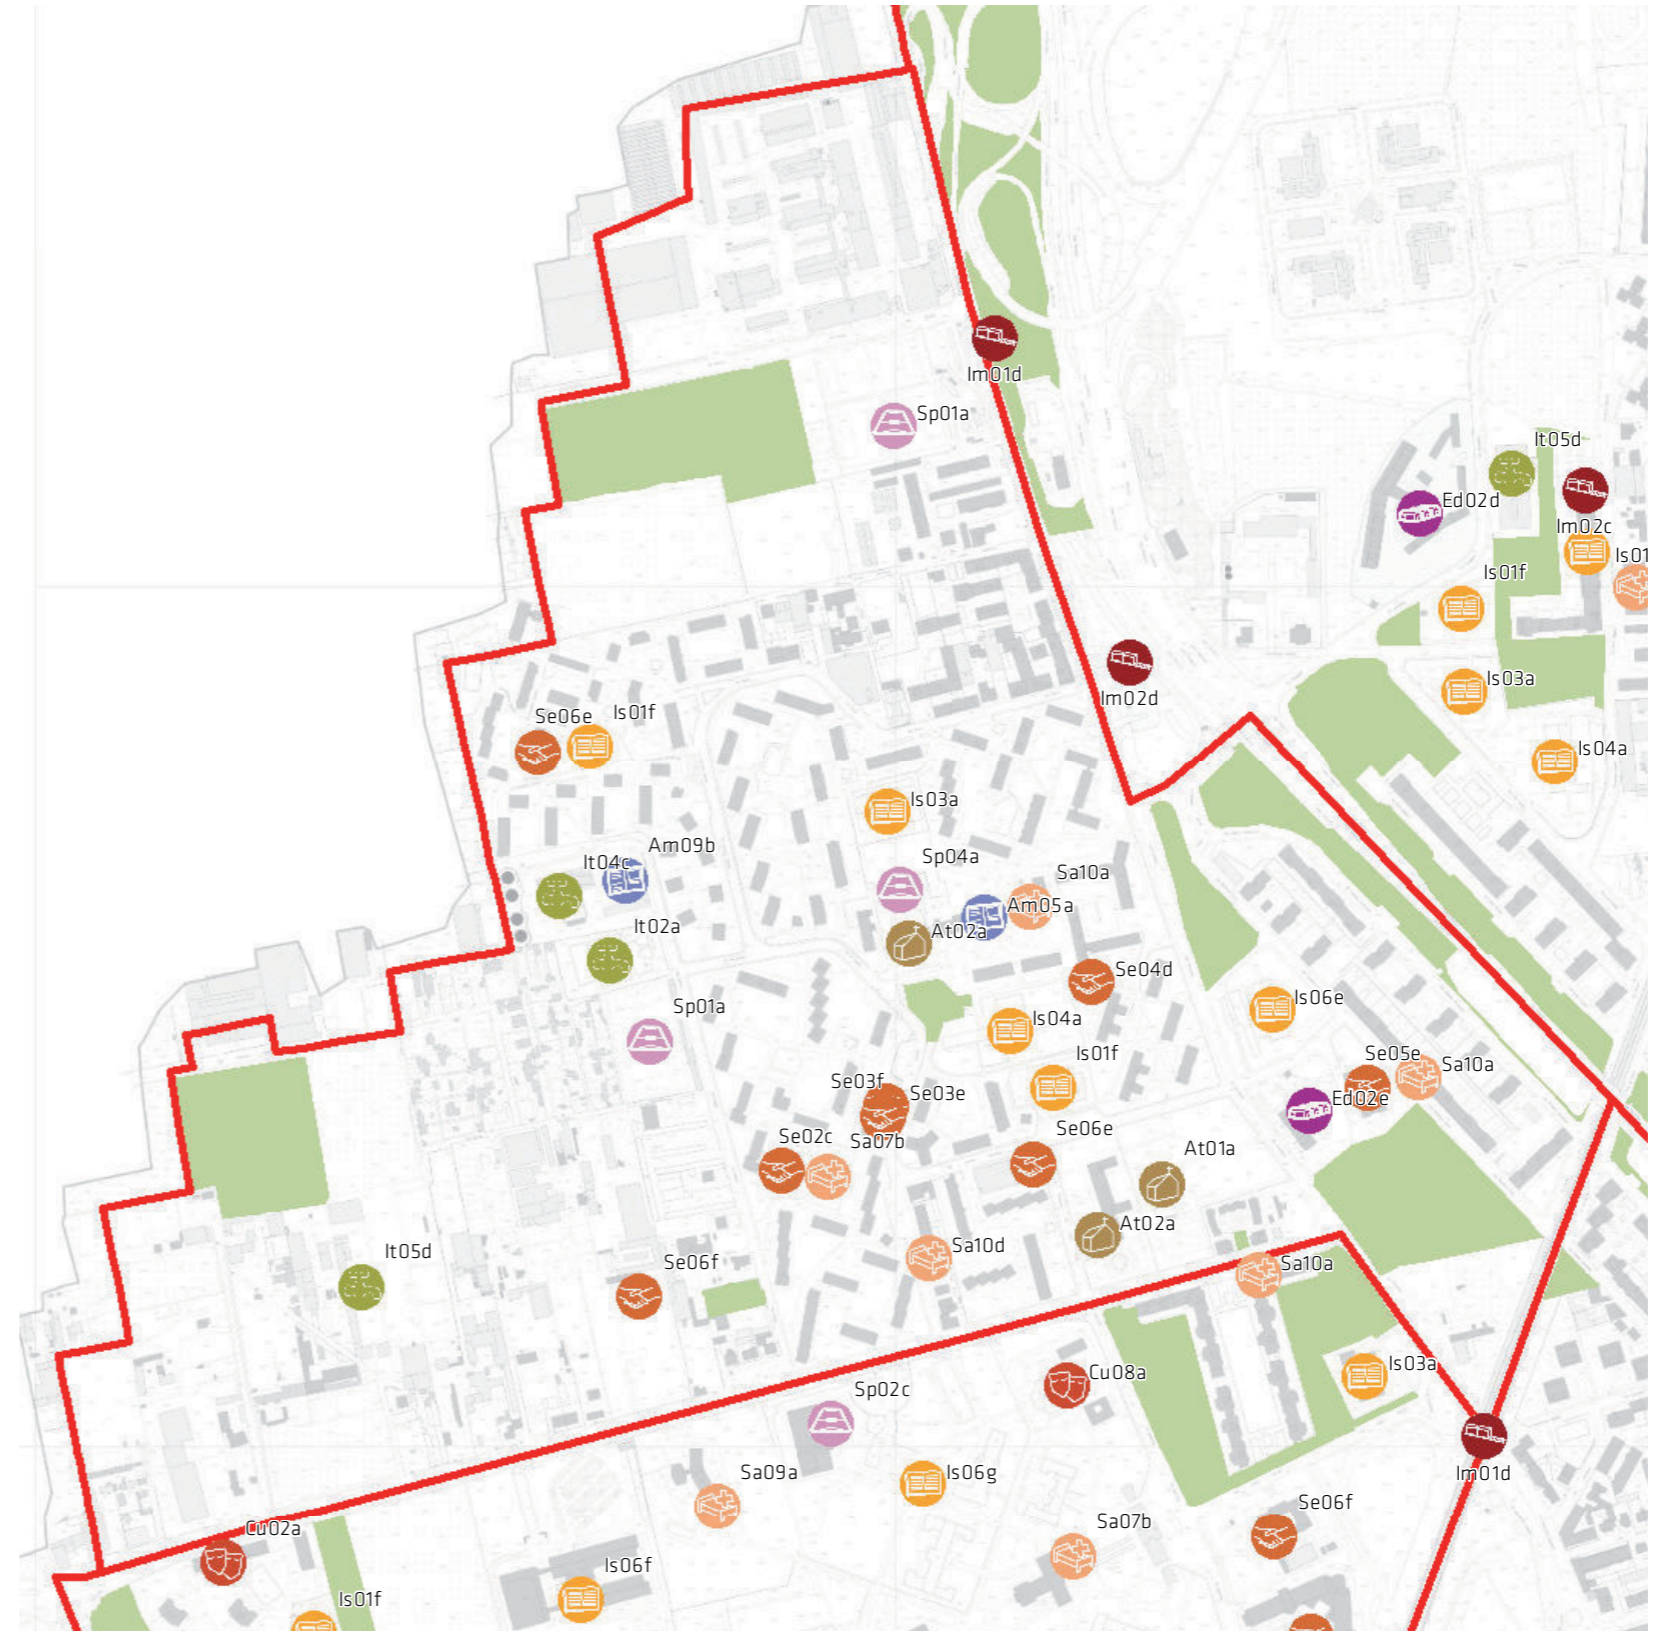 Im01d
Sp01a
It05d
Ed02d
Im02c
Is01
Is01f
Im02d
Is03a
Se06e
Is01f
Is04a
Is03a
It04c
Am09b
Sp04a
Sa10a
Am05a
At02a
It02a
Se04d
Is06e
Sp01a
Is04a
Is01f
Se05e
Sa10a
Se03f
Se03e
Ed02e
Se02c
Sa07b
Se06e
At01a
At02a
It05d
Se06f
Sa10d
Sa10a
Cu08a
Is03a
Sp02c
Sa09a
Is06g
Im01d
Se06f
Cu02a
Sa07b
Is06f
Is01f